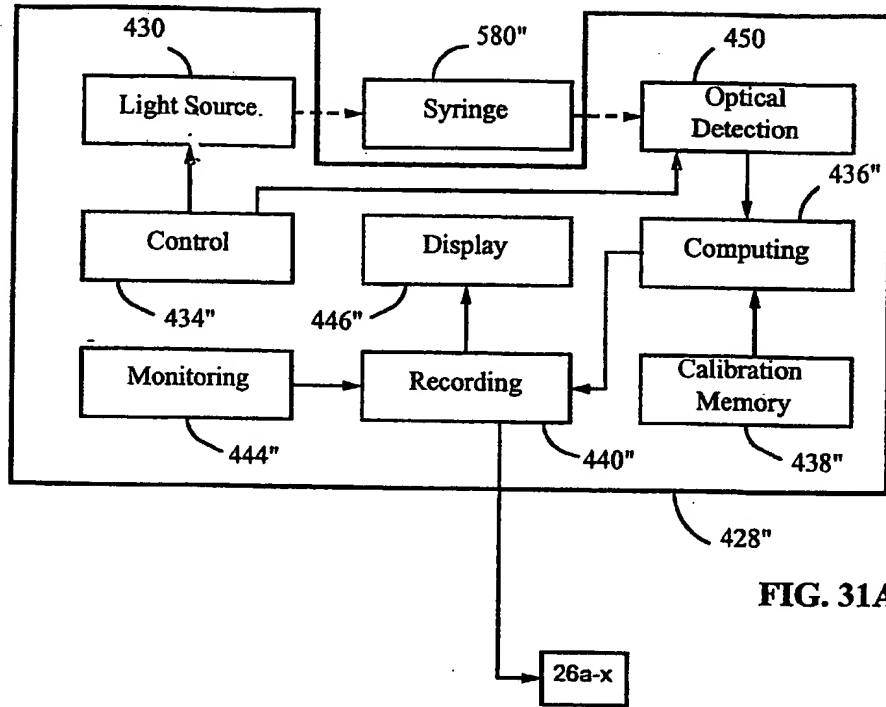 430
580"
450
Light Source.
Syringe
Optical
Detection
436"
Control
Display
Computing
434"
446"
Monitoring
Recording
Calibration
Memory
444"
440"
438"
428"
FIG. 31A
26a-x